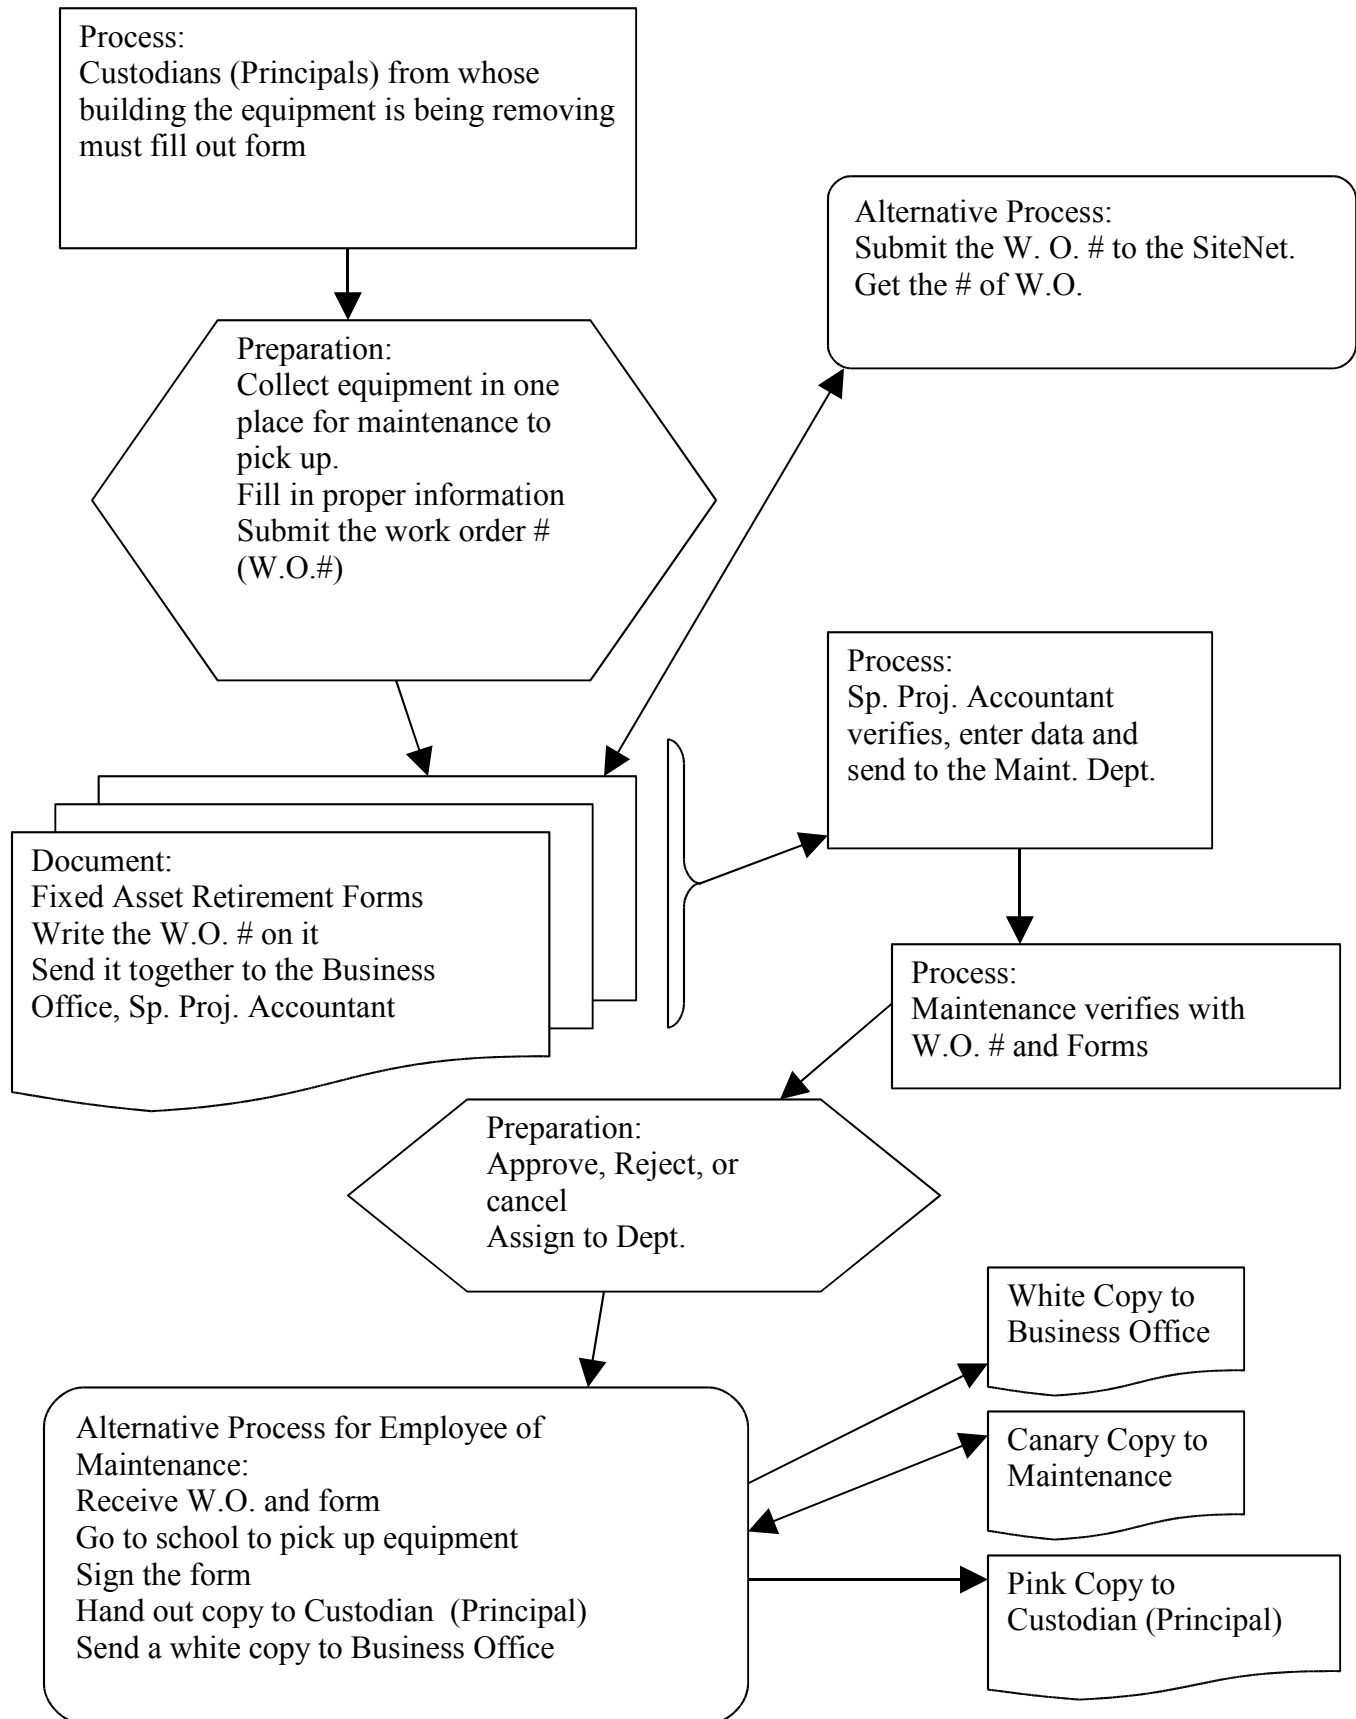 Process:
Custodians (Principals) from whose
building the equipment is being removing
must fill out form
Alternative Process:
Submit the W. O. # to the SiteNet.
Get the # of W.O.
Preparation:
Collect equipment in one
place for maintenance to
pick up.
Fill in proper information
Submit the work order #
(W.O.#)
Process:
Sp. Proj. Accountant
verifies, enter data and
send to the Maint. Dept.
Document:
Fixed Asset Retirement Forms
Write the W.O. # on it
Send it together to the Business
Office, Sp. Proj. Accountant
Process:
Maintenance verifies with
W.O. # and Forms
Preparation:
Approve, Reject, or
cancel
Assign to Dept.
White Copy to
Business Office
Alternative Process for Employee of
Maintenance:
Receive W.O. and form
Go to school to pick up equipment
Sign the form
Hand out copy to Custodian  (Principal)
Send a white copy to Business Office
Canary Copy to
Maintenance
Pink Copy to
Custodian (Principal)